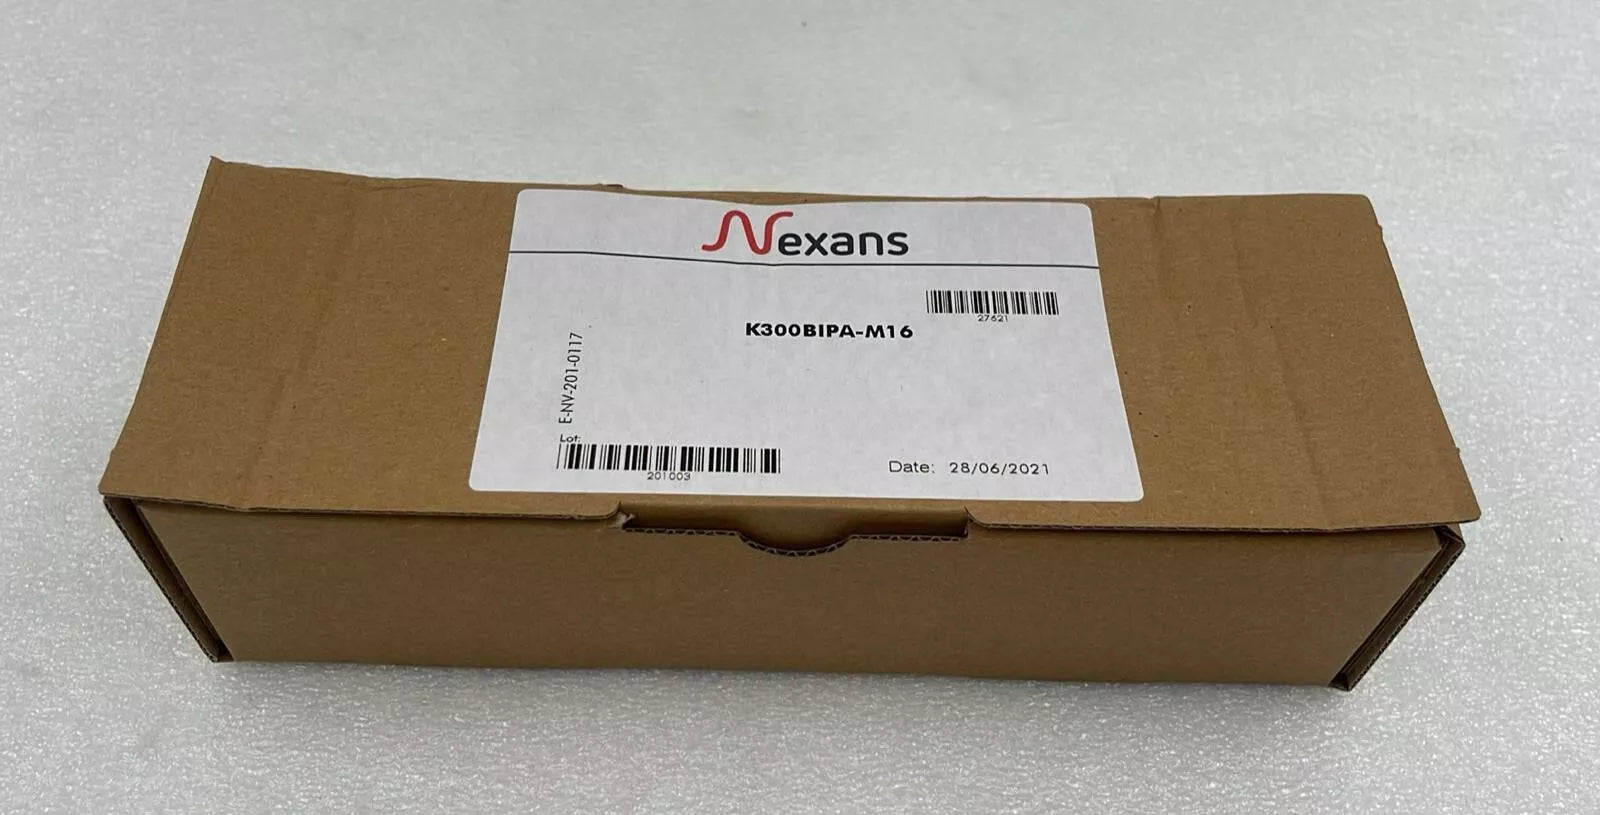 Nexans
27621
K300BIPA-M16
E-NV-201-0117
Lot:
201003
Date: 28/06/2021